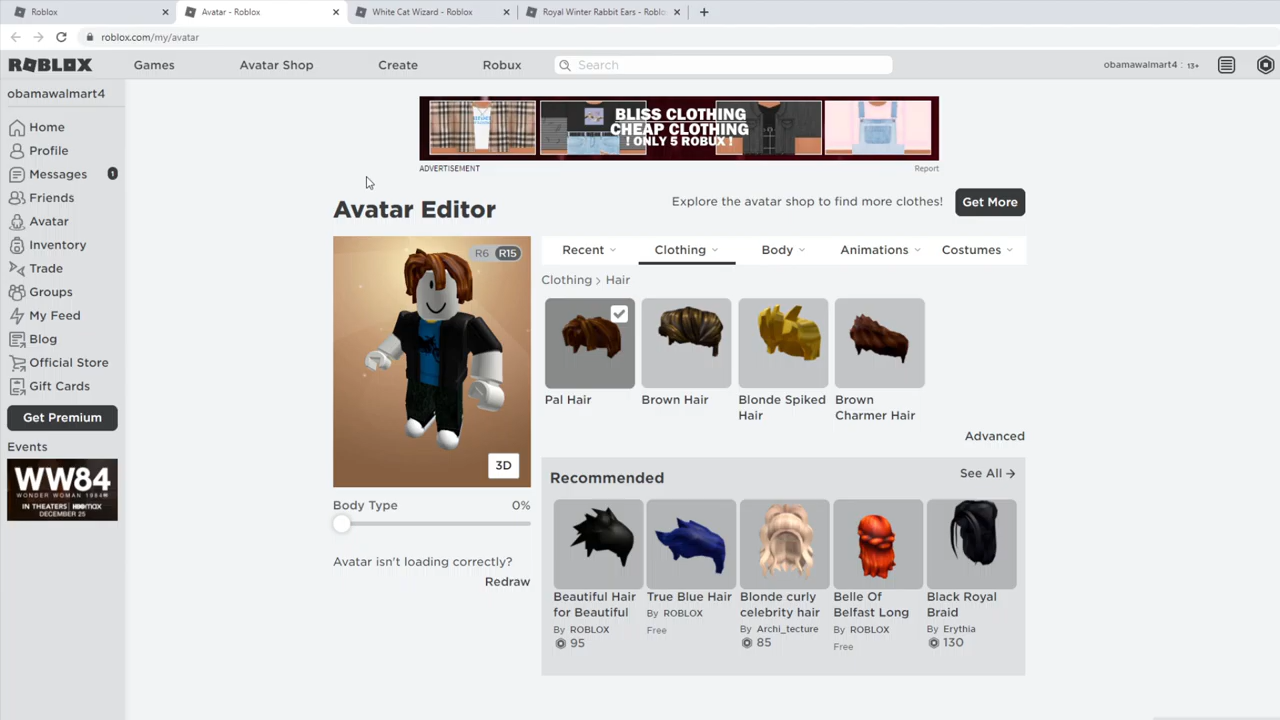 Roblox
Avatar - Roblox
White Cat Wizard - Roblox
Royal Winter Rabbit Ears - Roblo
roblox.com/my/avatar
ROBLOX
Games
Avatar Shop
Create
Robux
Search
obamawalmart4 : 13+
obamawalmart4
Home
Profile
Messages 1
Friends
Avatar
Inventory
Trade
Groups
My Feed
Blog
Official Store
Gift Cards
Get Premium
Events
WW84
WONDER WOMAN 1984
IN THEATERS HBOmax
DECEMBER 25
BLISS CLOTHING
CHEAP CLOTHING
! ONLY 5 ROBUX !
ADVERTISEMENT
Report
Avatar Editor
Explore the avatar shop to find more clothes!
Get More
R6 R15
3D
Body Type 0%
Avatar isn't loading correctly?
Redraw
Recent
Clothing
Body
Animations
Costumes
Clothing > Hair
Pal Hair
Brown Hair
Blonde Spiked
Hair
Brown
Charmer Hair
Advanced
Recommended
See All →
Beautiful Hair
for Beautiful
By ROBLOX
95
True Blue Hair
By ROBLOX
Free
Blonde curly
celebrity hair
By Archi_tecture
85
Belle Of
Belfast Long
By ROBLOX
Free
Black Royal
Braid
By Erythia
130